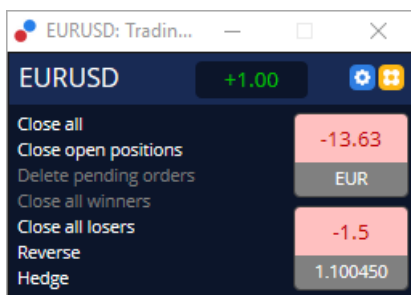 EURUSD: Tradin...
EURUSD +1.00
Close all
Close open positions
Delete pending orders
Close all winners
Close all losers
Reverse
Hedge
-13.63
EUR
-1.5
1.100450